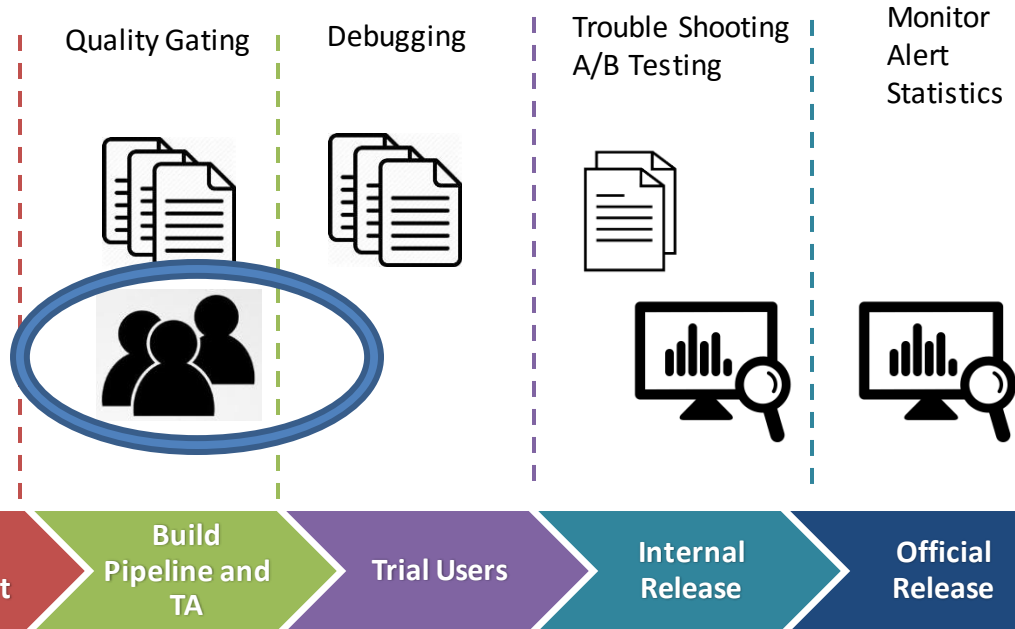 Quality Gating
Debugging
Trouble Shooting
A/B Testing
Monitor
Alert
Statistics
t
Build
Pipeline and
TA
Trial Users
Internal
Release
Official
Release